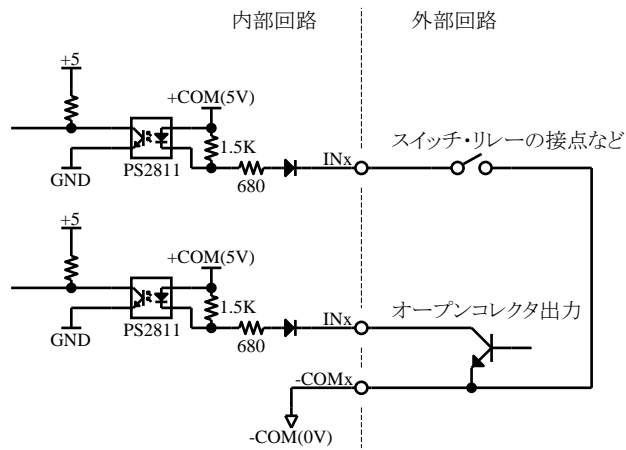 内部回路
外部回路
+5
+COM(5V)
1.5K
スイッチ・リレーの接点など
INx
GND
PS2811
680
+5
+COM(5V)
1.5K
オープンコレクタ出力
INx
GND
PS2811
680
-COMx
-COM(0V)